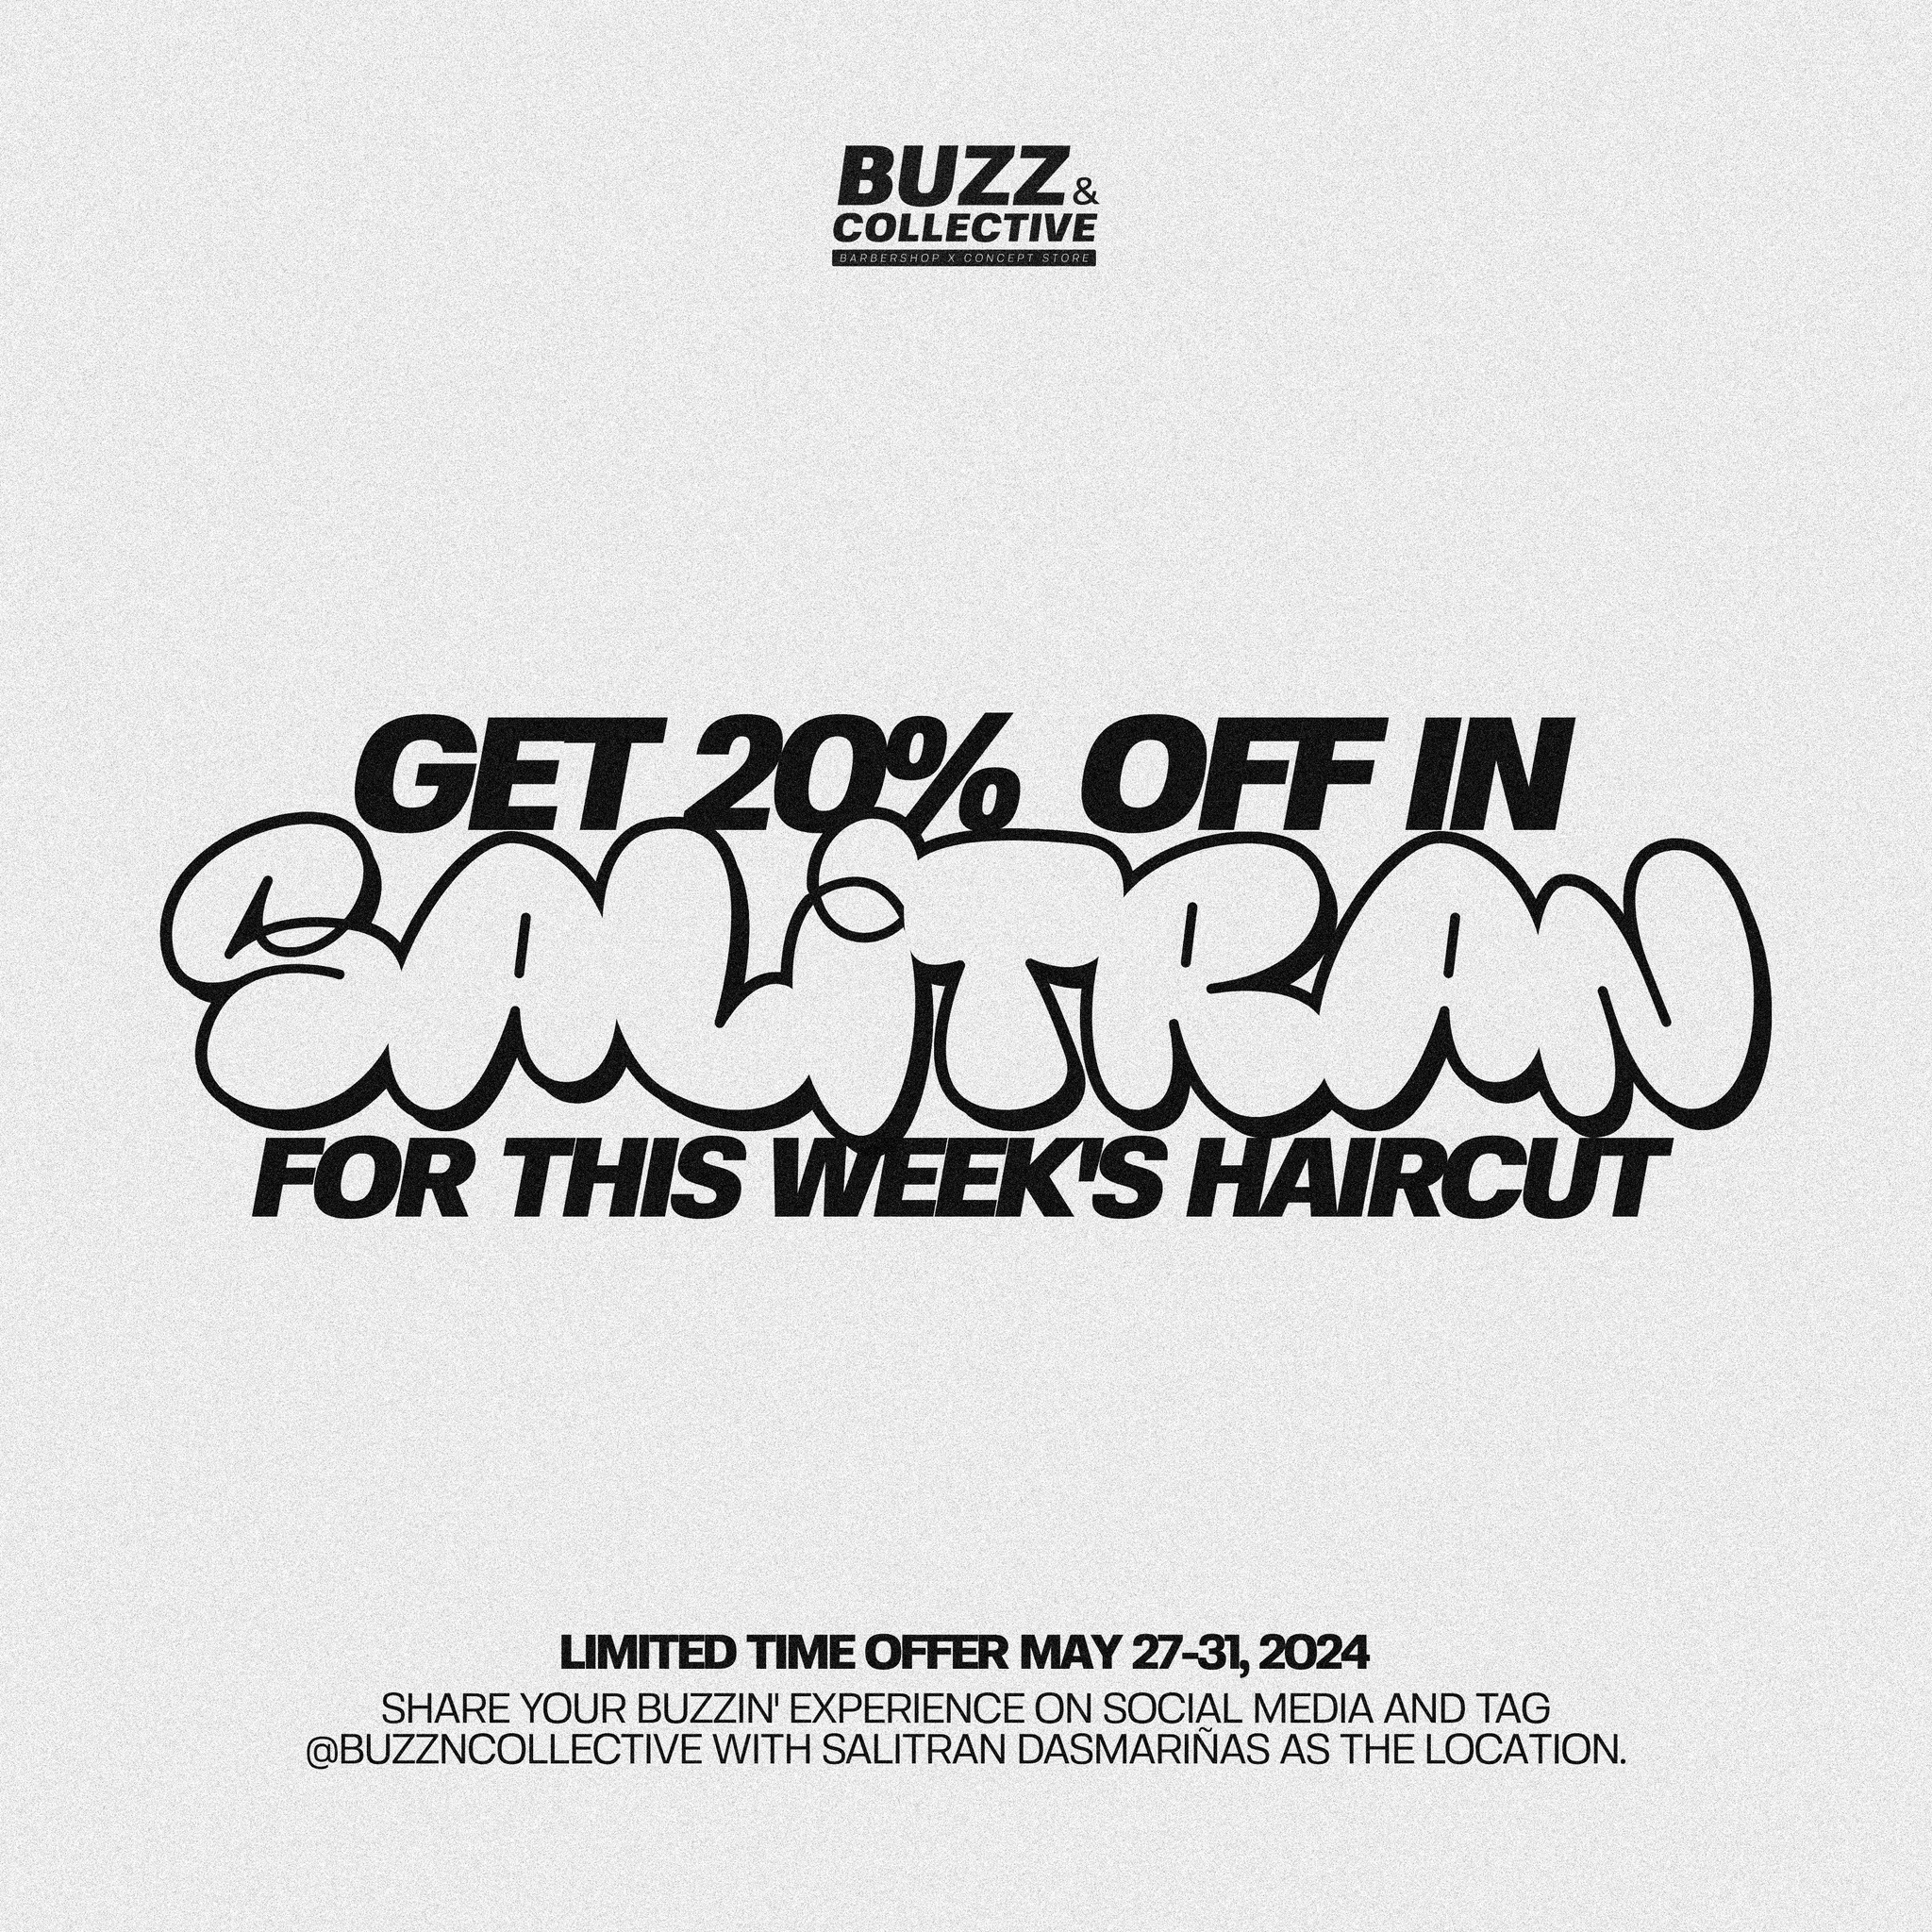 BUZZ &
COLLECTIVE
BARBERSHOP X CONCEPT STORE
GET 20% OFF IN
SALiTRAN
FOR THIS WEEK'S HAIRCUT
LIMITED TIME OFFER MAY 27-31, 2024
SHARE YOUR BUZZIN' EXPERIENCE ON SOCIAL MEDIA AND TAG
@BUZZNCOLLECTIVE WITH SALITRAN DASMARIÑAS AS THE LOCATION.